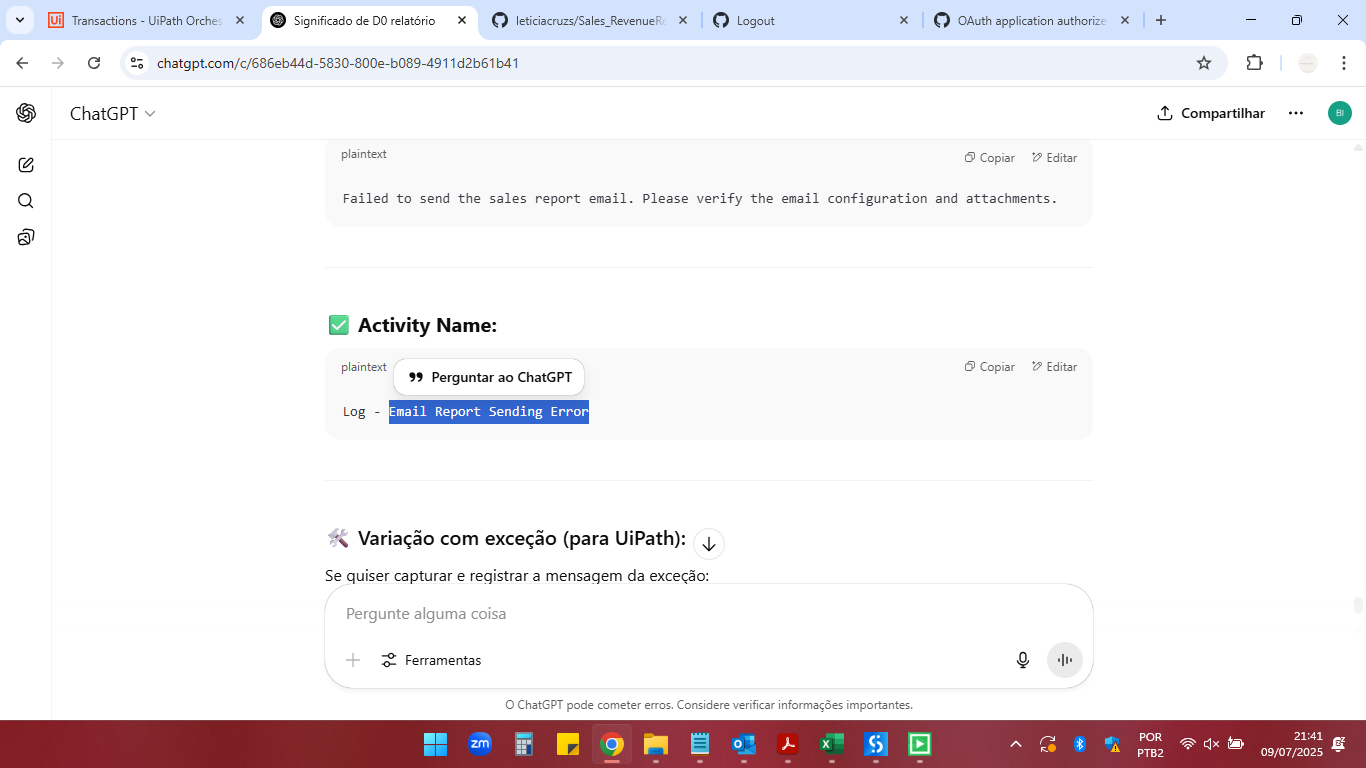 Transactions - UiPath Orches
Significado de D0 relatório
leticiacruzs/Sales_RevenueRe
Logout
OAuth application authorize
chatgpt.com/c/686eb44d-5830-800e-b089-4911d2b61b41
ChatGPT
Compartilhar
BI
plaintext
Copiar
Editar
Failed to send the sales report email. Please verify the email configuration and attachments.
✅ Activity Name:
plaintext
Perguntar ao ChatGPT
Copiar
Editar
Log - Email Report Sending Error
🛠 Variação com exceção (para UiPath):
Se quiser capturar e registrar a mensagem da exceção:
Pergunte alguma coisa
Ferramentas
O ChatGPT pode cometer erros. Considere verificar informações importantes.
zm
POR
PTB2
21:41
09/07/2025